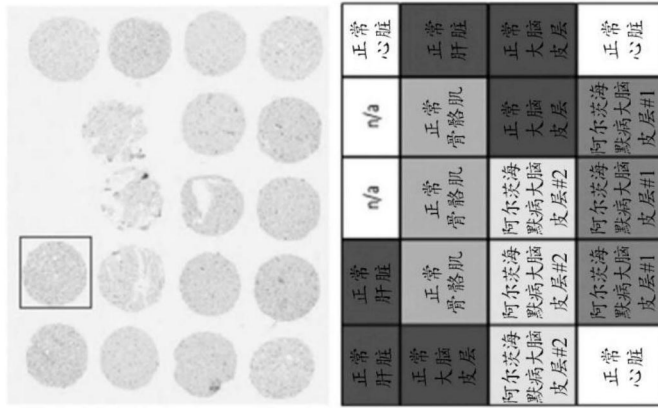 正常
肝脏
正常
肝脏
n/a
n/a
正常
心脏
正常
大脑
皮层
正常
骨骼肌
正常
骨骼肌
正常
骨骼肌
正常
肝脏
阿尔茨海
默病大脑
皮层#2
阿尔茨海
默病大脑
皮层#2
阿尔茨海
默病大脑
皮层#2
正常
大脑
皮层
正常
大脑
皮层
正常
心脏
阿尔茨海
默病大脑
皮层#1
阿尔茨海
默病大脑
皮层#1
阿尔茨海
默病大脑
皮层#1
正常
心脏